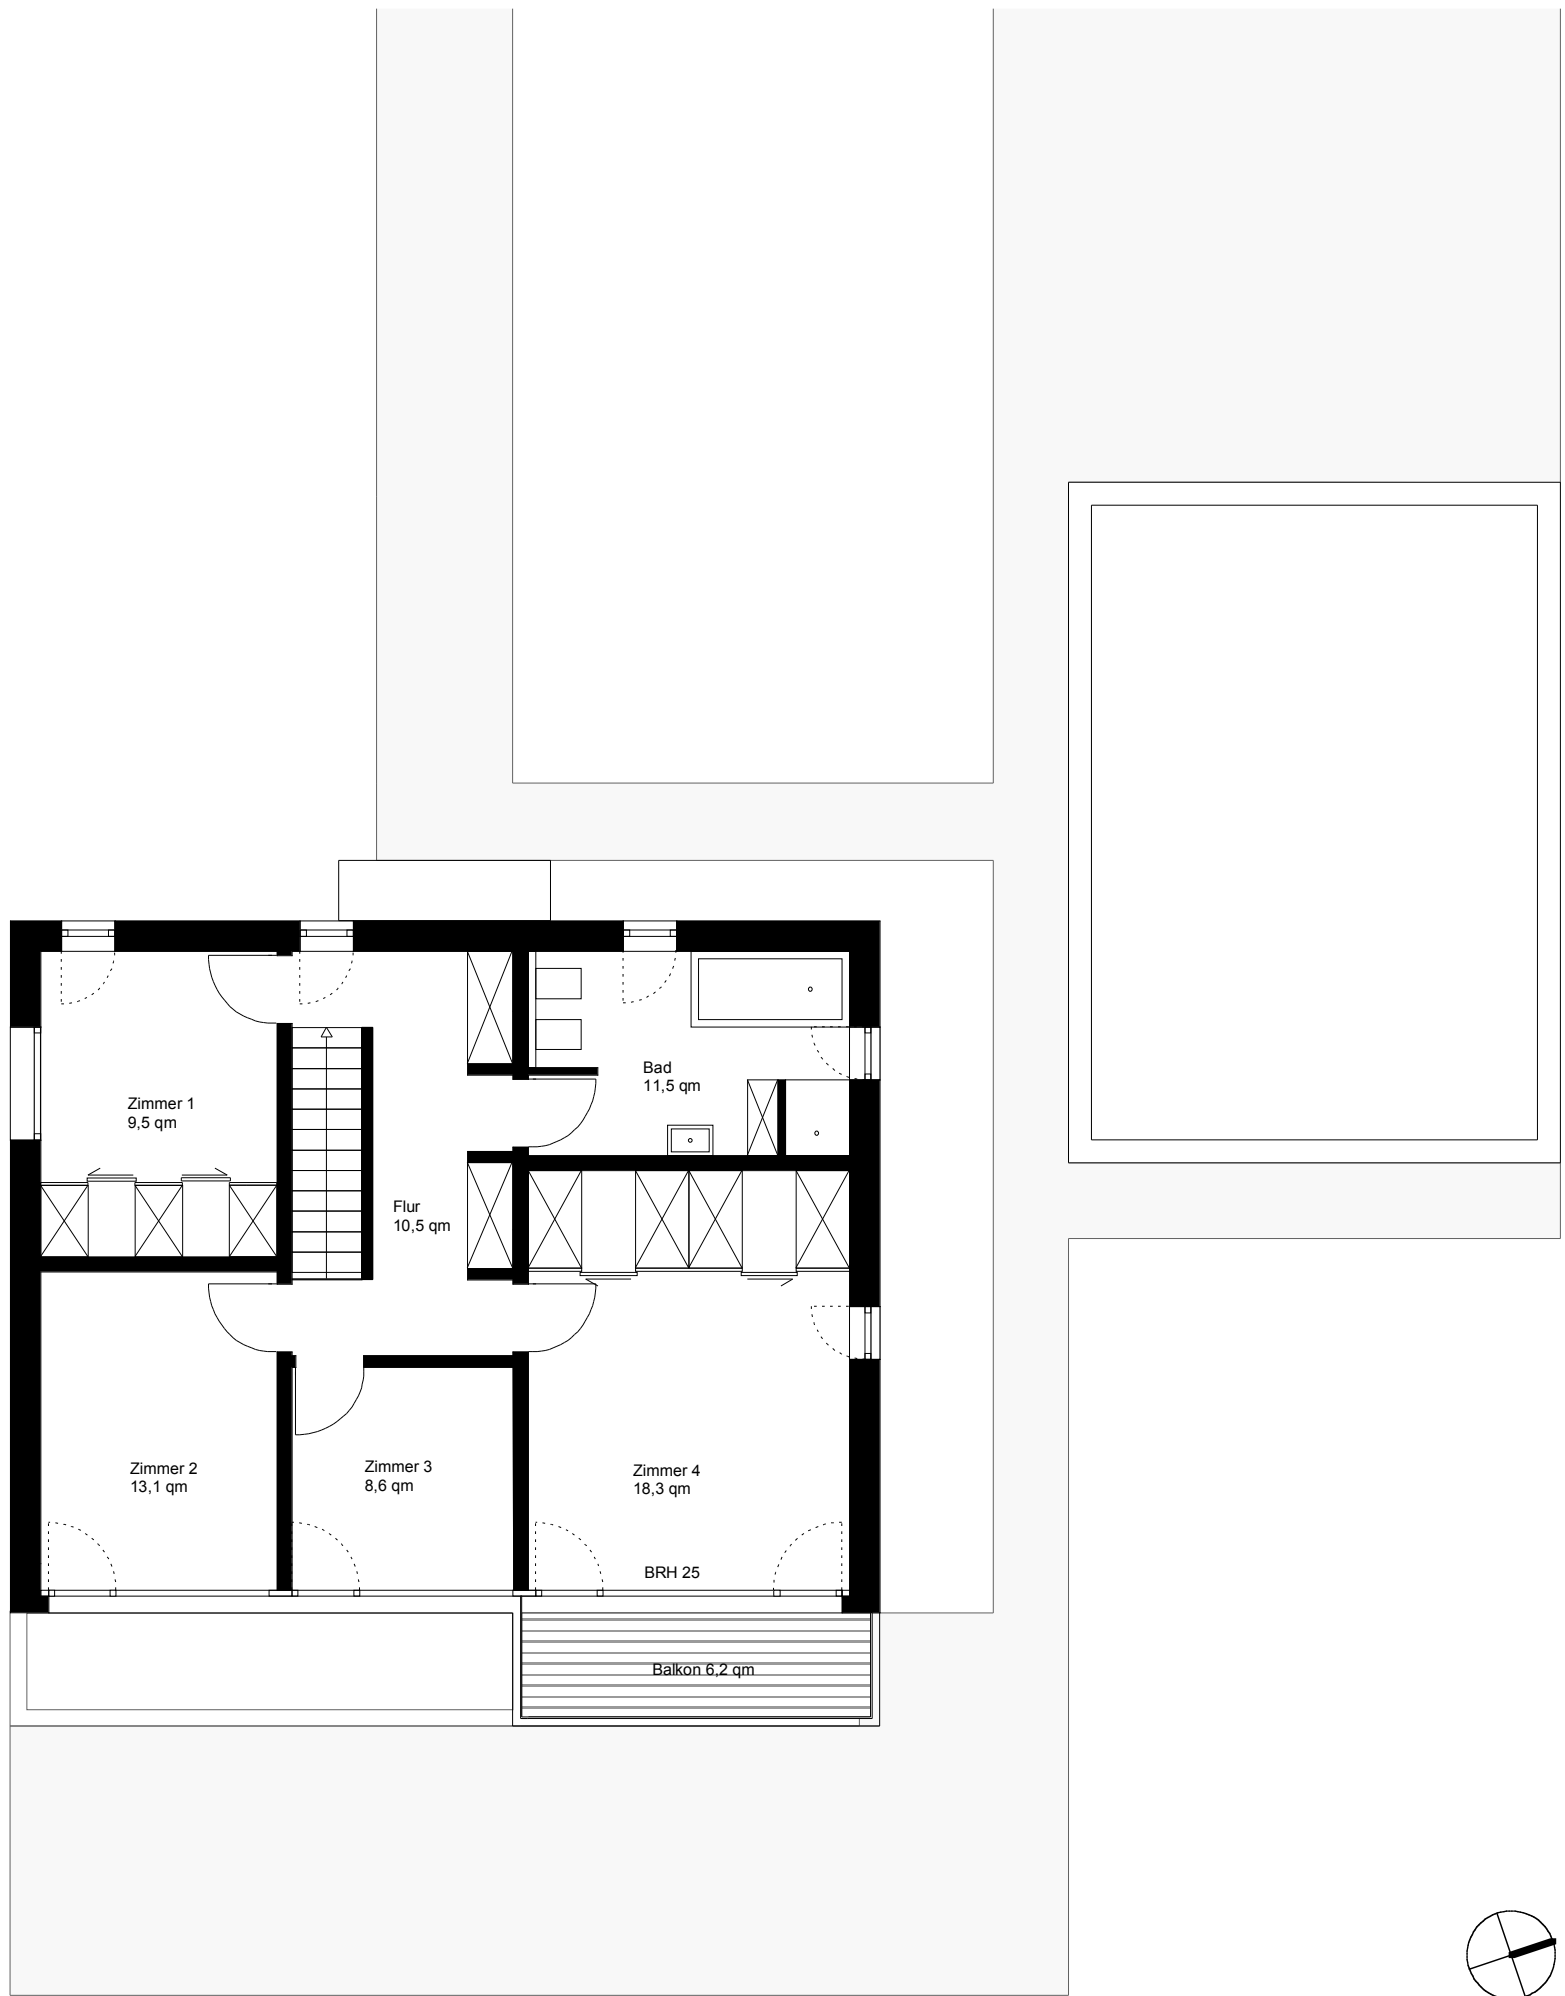 Bad
11,5 qm
Zimmer 1
9,5 qm
Flur
10,5 qm
Zimmer 2
13,1 qm
Zimmer 3
8,6 qm
Zimmer 4
18,3 qm
BRH 25
Balkon 6,2 qm